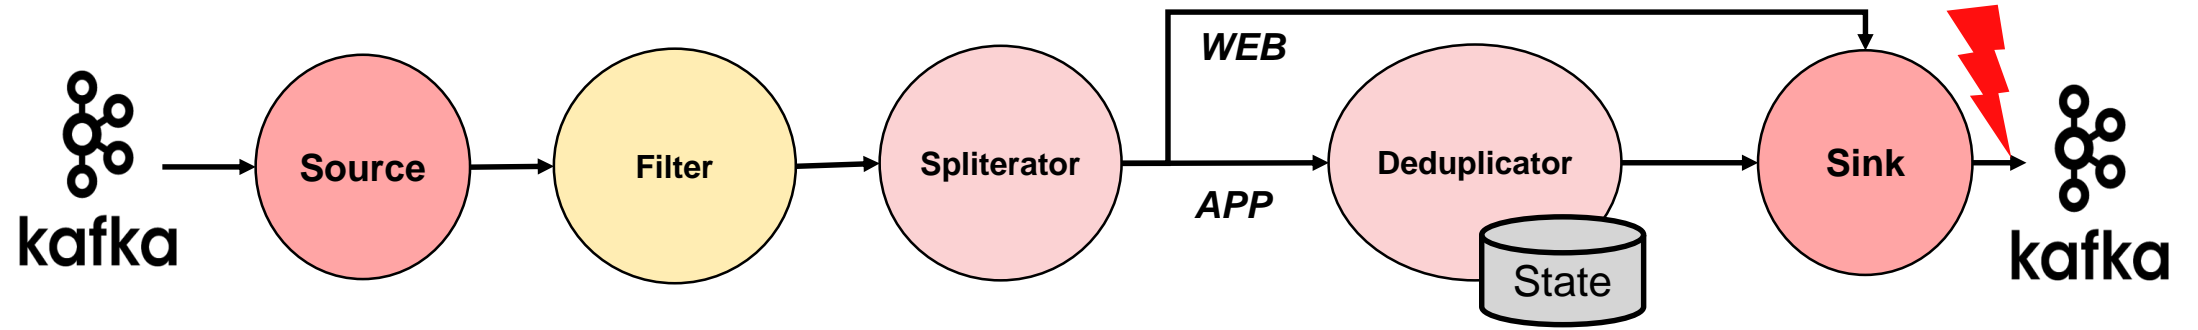 kafka
Source
Filter
Spliterator
WEB
APP
Deduplicator
State
Sink
kafka